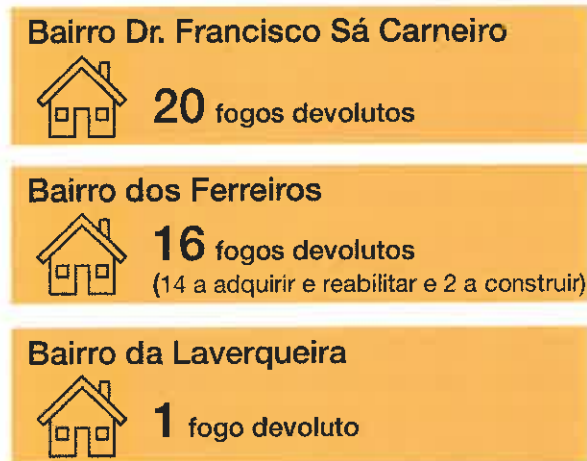 Bairro Dr. Francisco Sá Carneiro
20 fogos devolutos
Bairro dos Ferreiros
16 fogos devolutos
(14 a adquirir e reabilitar e 2 a construir)
Bairro da Laverqueira
1 fogo devoluto